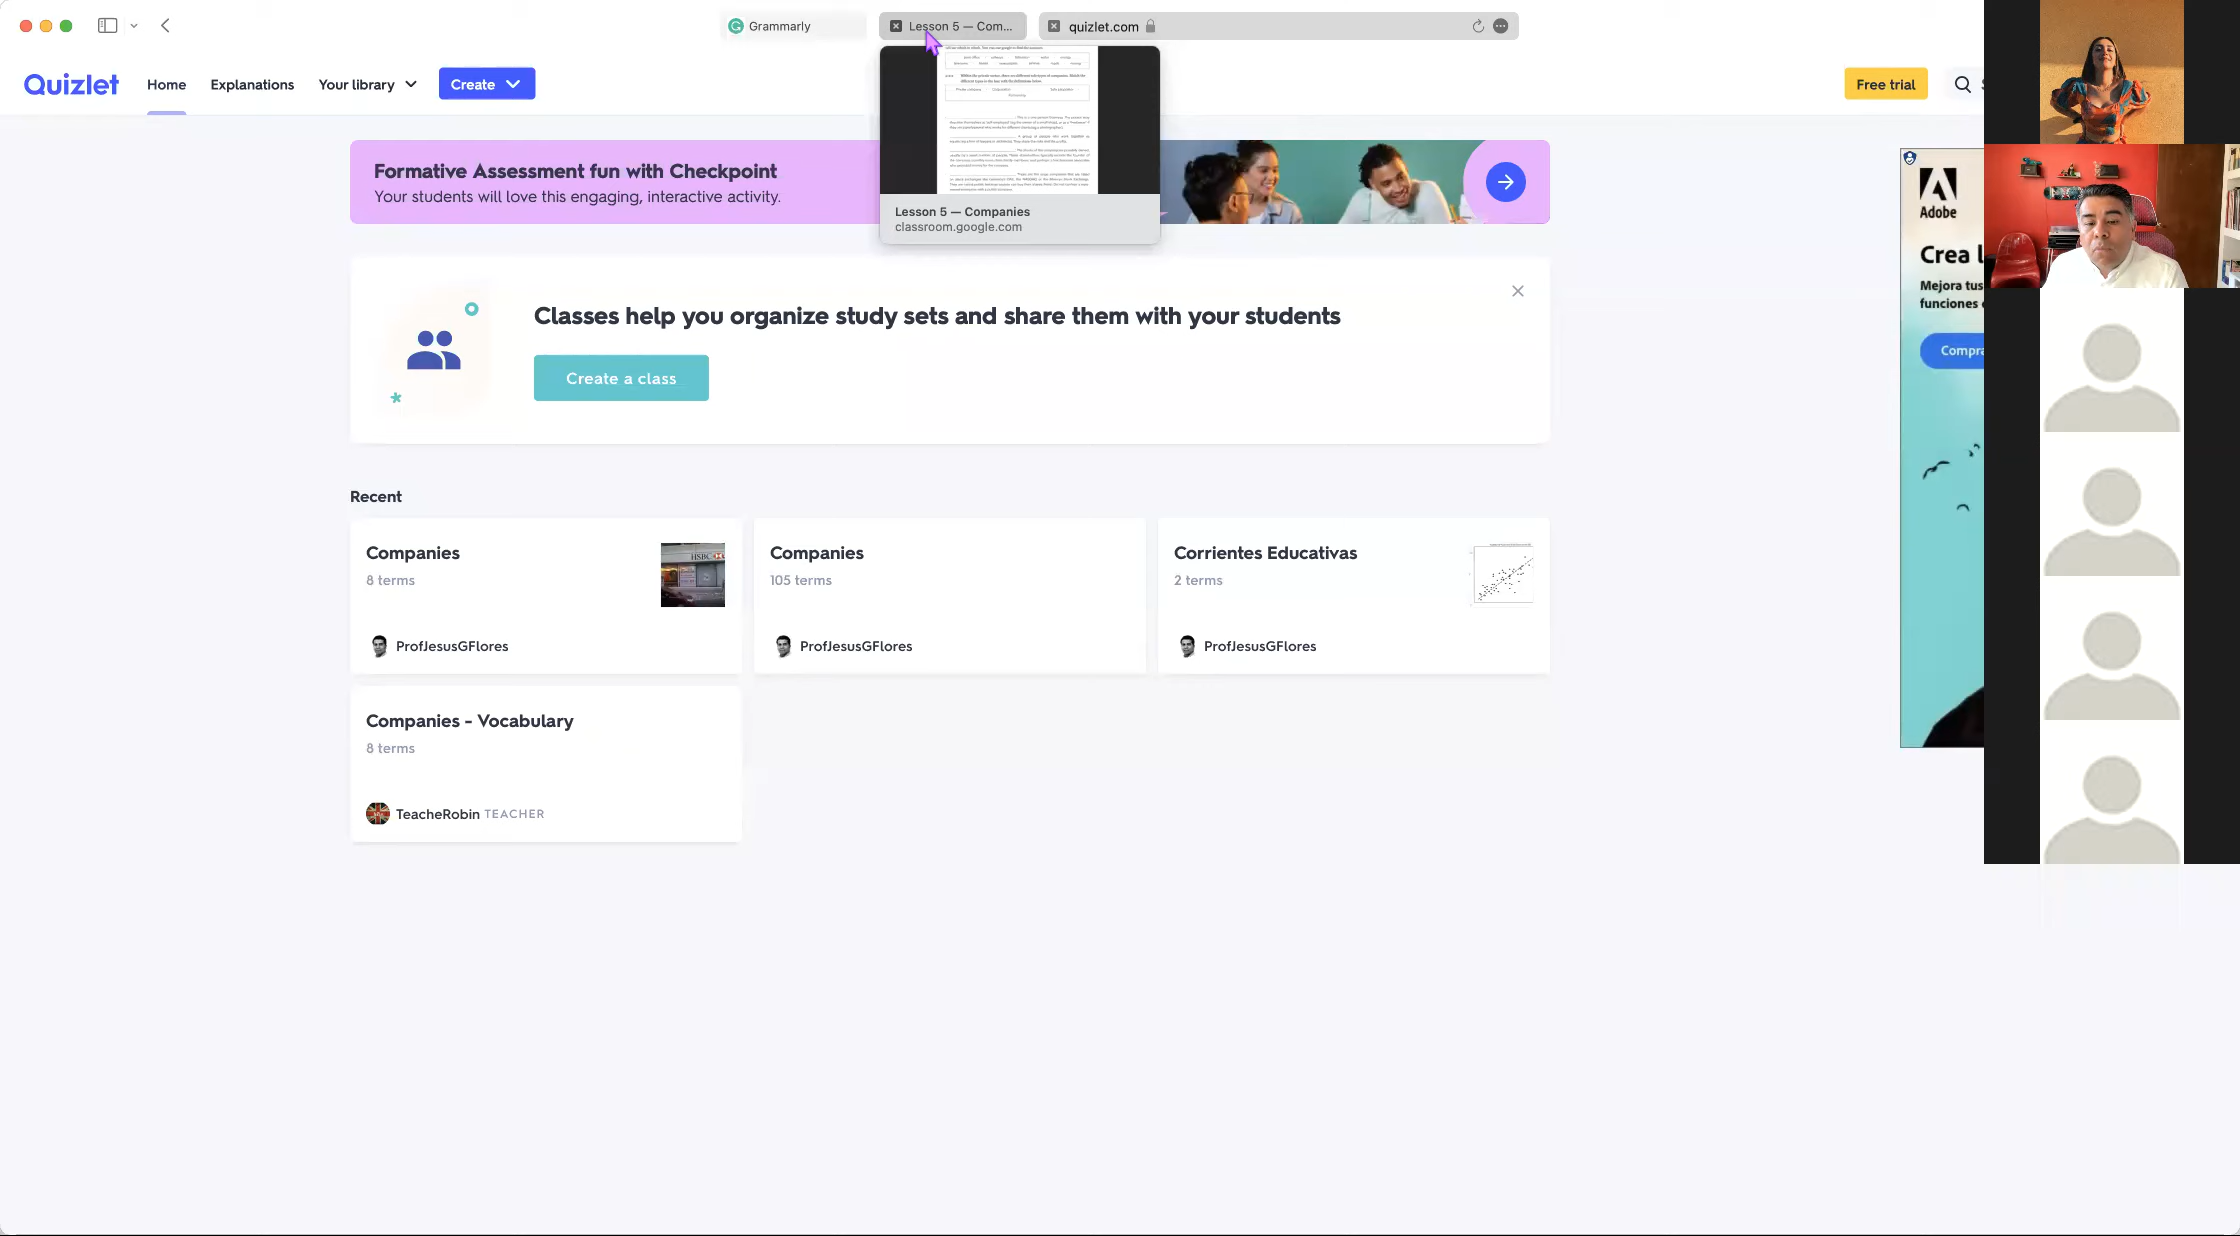 Grammarly
Lesson 5 — Com...
quizlet.com
Quizlet
Home
Explanations
Your library
Create
Free trial
Formative Assessment fun with Checkpoint
Your students will love this engaging, interactive activity.
Lesson 5 — Companies
classroom.google.com
Adobe
Crea l
Mejora tus
funciones
Compra
Classes help you organize study sets and share them with your students
Create a class
Recent
Companies
8 terms
HSBC
ProfJesusGFlores
Companies
105 terms
ProfJesusGFlores
Corrientes Educativas
2 terms
ProfJesusGFlores
Companies - Vocabulary
8 terms
TeacheRobin TEACHER